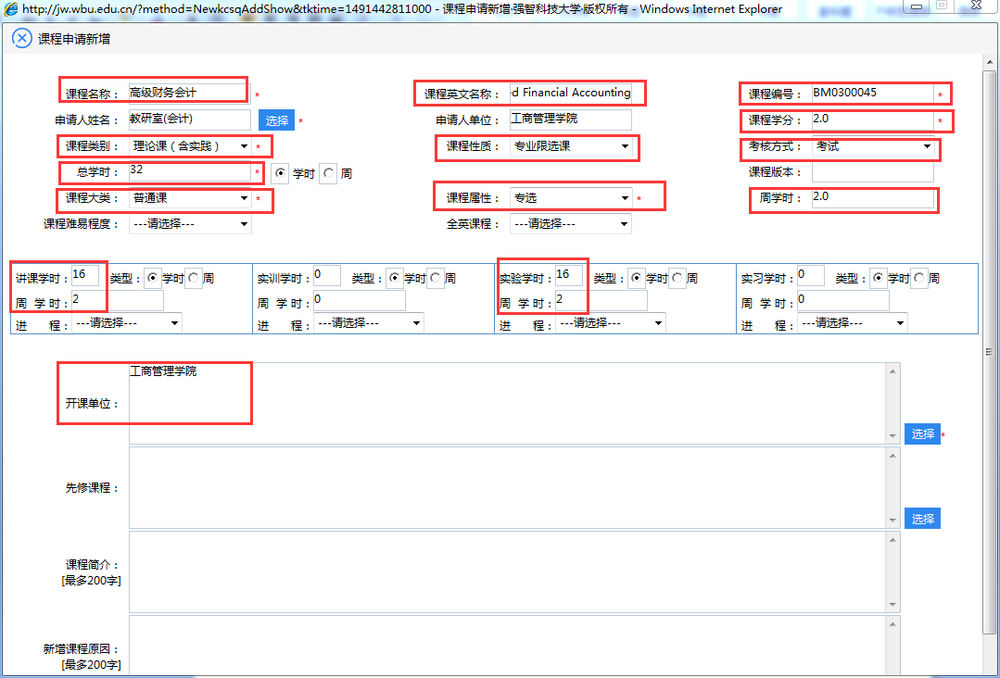 http://jw.wbu.edu.cn/?method=NewkcsqAddShow&tktime=1491442811000 - 课程申请新增-强智科技大学-版权所有 - Windows Internet Explorer
课程申请新增
课程名称： 高级财务会计 * 课程英文名称： d Financial Accounting 课程编号： BM0300045 *
申请人姓名： 教研室(会计) 选择 * 申请人单位： 工商管理学院 课程学分： 2.0 *
课程类别： 理论课（含实践） * 课程性质： 专业限选课 考核方式： 考试
总学时： 32 * 学时 周 课程版本：
课程大类： 普通课 * 课程属性： 专选 * 周学时： 2.0
课程难易程度： ---请选择--- 全英课程： ---请选择---
讲课学时：16 类型： 学时 周 实训学时：0 类型： 学时 周 实验学时：16 类型： 学时 周 实习学时：0 类型： 学时 周
周 学 时：2 周 学 时：0 周 学 时：2 周 学 时：0
进 程： ---请选择--- 进 程： ---请选择--- 进 程： ---请选择--- 进 程： ---请选择---
工商管理学院
开课单位：
选择 *
先修课程：
选择
课程简介：
[最多200字]
新增课程原因：
[最多200字]